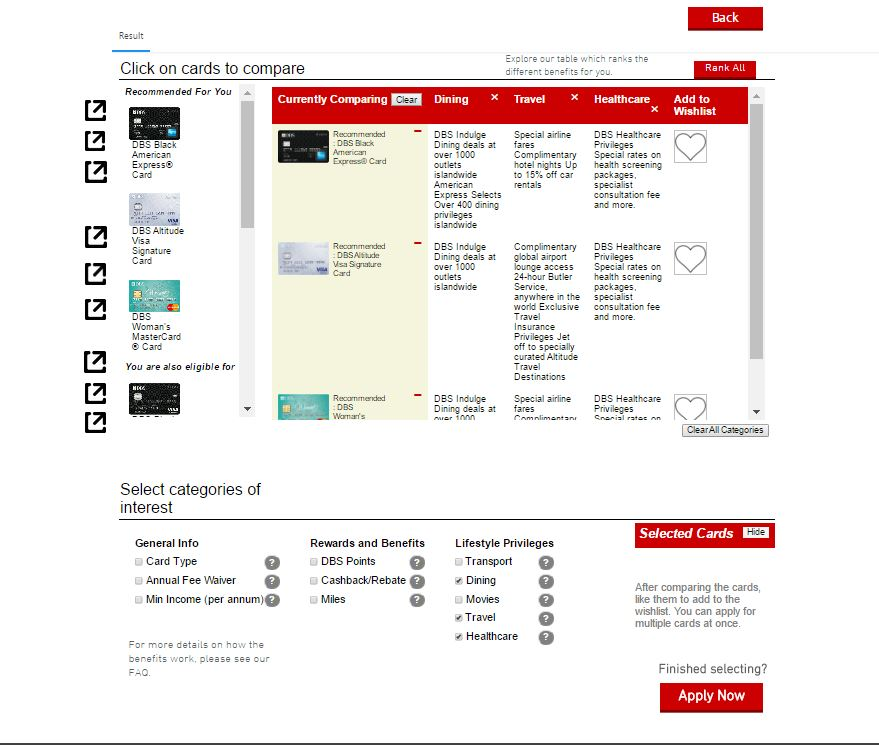 Back
Result
Click on cards to compare
Explore our table which ranks the
different benefits for you.
Rank All
Recommended For You
DBS Black
American
Express®
Card
DBS Altitude
Visa
Signature
Card
DBS
Woman's
MasterCard
® Card
You are also eligible for
Currently Comparing Clear Dining × Travel × Healthcare × Add to
Wishlist
Recommended
: DBS Black
American
Express® Card
DBS Indulge
Dining deals at
over 1000
outlets
islandwide
American
Express Selects
Over 400 dining
privileges
islandwide
Special airline
fares
Complimentary
hotel nights Up
to 15% off car
rentals
DBS Healthcare
Privileges
Special rates on
health screening
packages,
specialist
consultation fee
and more.
Recommended
: DBS Altitude
Visa Signature
Card
DBS Indulge
Dining deals at
over 1000
outlets
islandwide
Complimentary
global airport
lounge access
24-hour Butler
Service,
anywhere in the
world Exclusive
Travel
Insurance
Privileges Jet
off to specially
curated Altitude
Travel
Destinations
DBS Healthcare
Privileges
Special rates on
health screening
packages,
specialist
consultation fee
and more.
Recommended
: DBS
Woman's
DBS Indulge
Dining deals at
over 1000
Special airline
fares
Complimentary
DBS Healthcare
Privileges
Special rates on
Clear All Categories
Select categories of
interest
General Info
Card Type ?
Annual Fee Waiver ?
Min Income (per annum) ?
Rewards and Benefits
DBS Points ?
Cashback/Rebate ?
Miles ?
Lifestyle Privileges
Transport ?
Dining ?
Movies ?
Travel ?
Healthcare ?
For more details on how the
benefits work, please see our
FAQ.
Selected Cards Hide
After comparing the cards,
like them to add to the
wishlist. You can apply for
multiple cards at once.
Finished selecting?
Apply Now